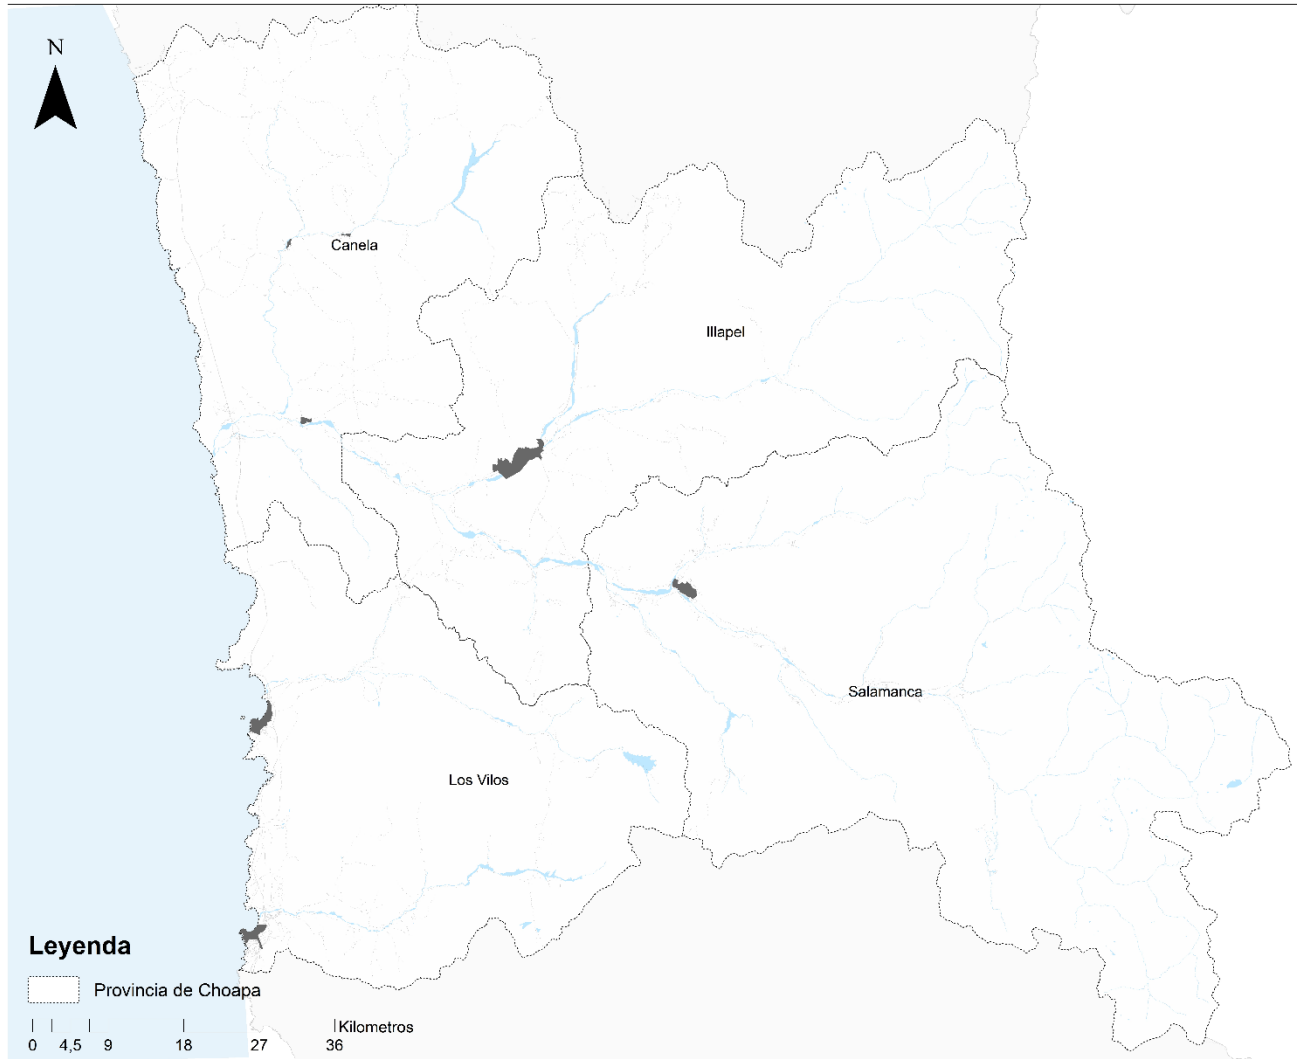 N
Canela
Illapel
Salamanca
Los Vilos
Leyenda
Provincia de Choapa
Kilometros
0 4,5 9 18 27 36